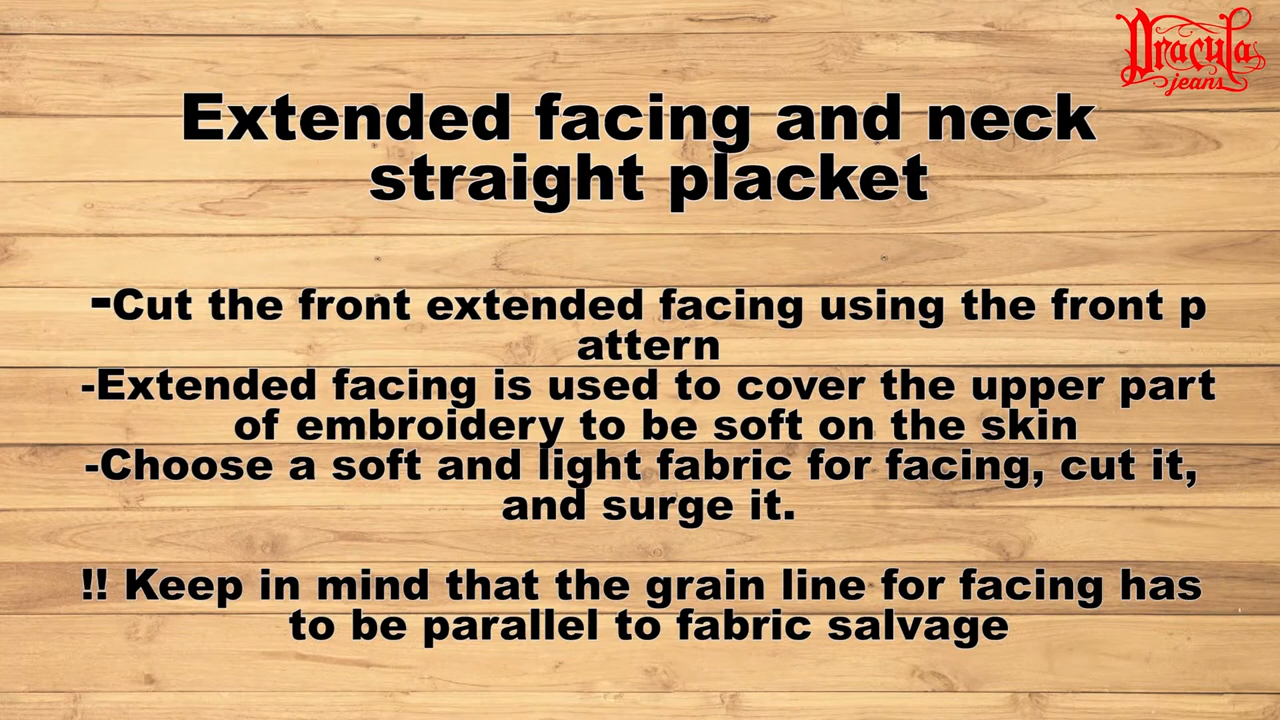 Dracula
jeans
Extended facing and neck
straight placket
-Cut the front extended facing using the front p
attern
-Extended facing is used to cover the upper part
of embroidery to be soft on the skin
-Choose a soft and light fabric for facing, cut it,
and surge it.
!! Keep in mind that the grain line for facing has
to be parallel to fabric salvage